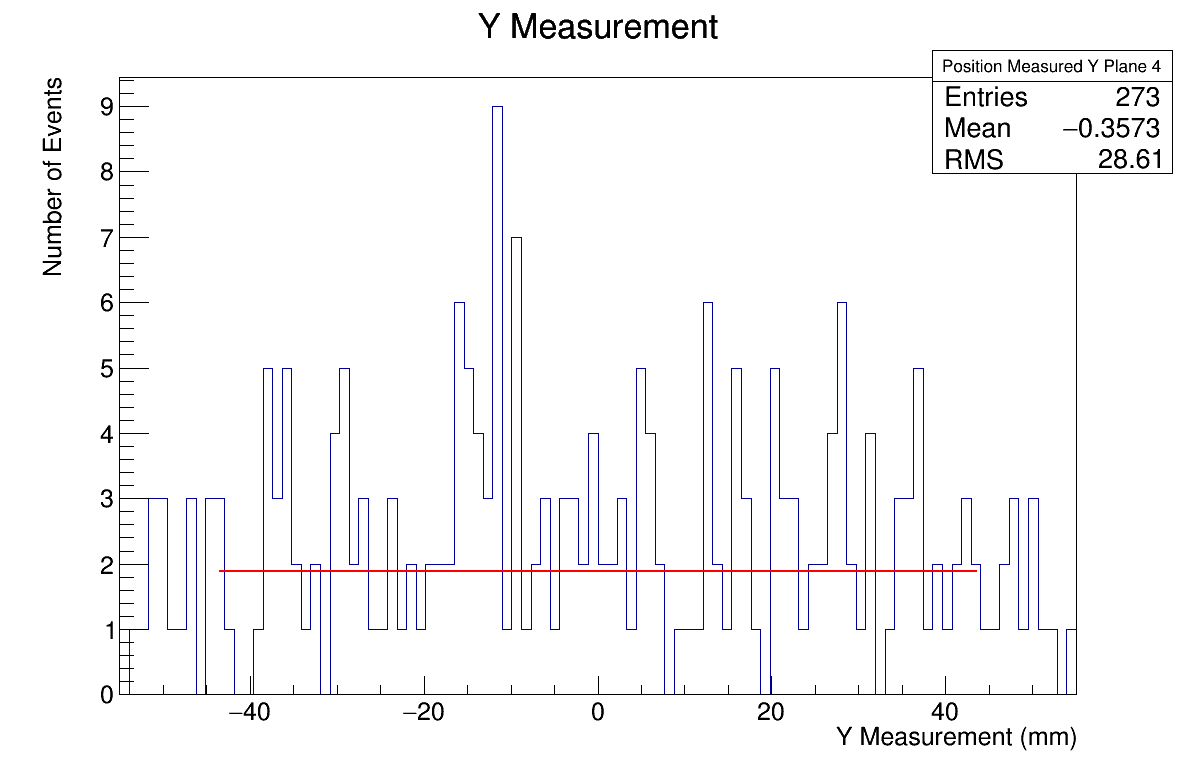 Y Measurement
Position Measured Y Plane 4
Entries 273
Mean −0.3573
RMS 28.61
Number of Events
9
8
7
6
5
4
3
2
1
0
−40 −20 0 20 40
Y Measurement (mm)